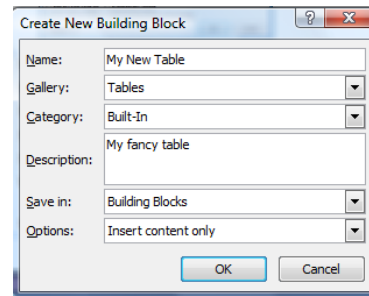 Create New Building Block
Name: My New Table
Gallery: Tables
Category: Built-In
Description: My fancy table
Save in: Building Blocks
Options: Insert content only
OK Cancel